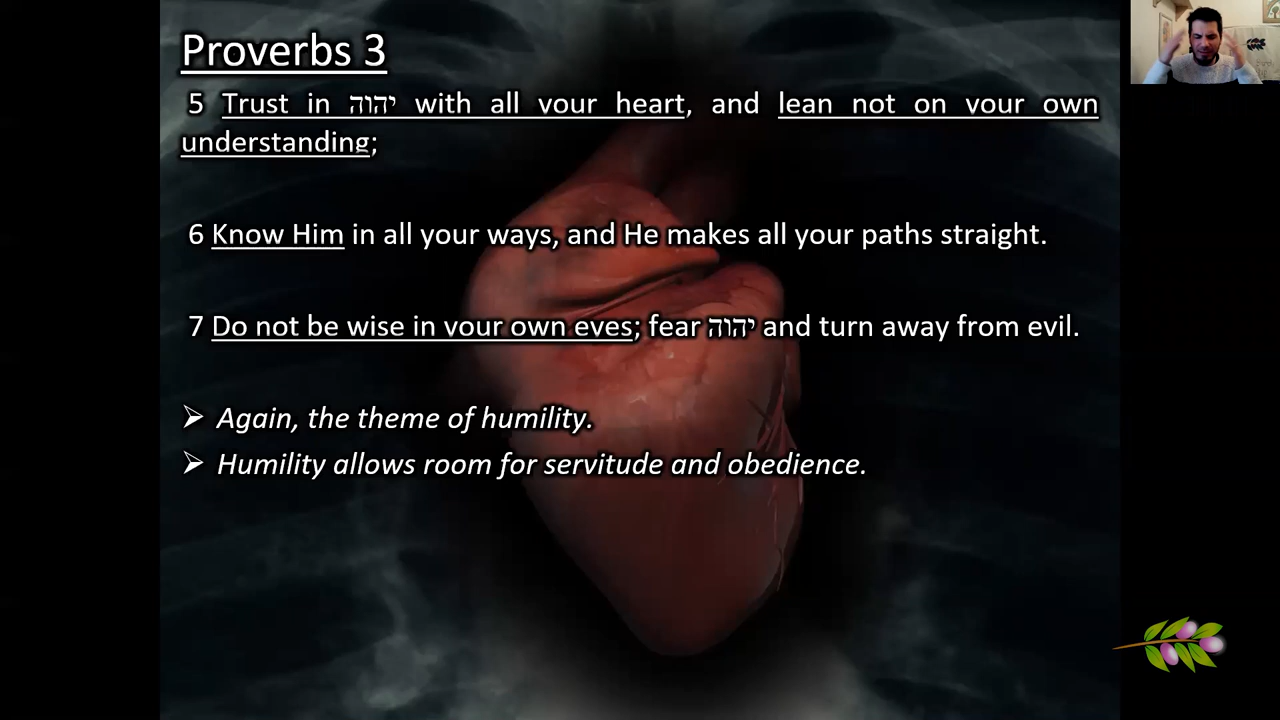 Proverbs 3
5 Trust in יהוה with all your heart, and lean not on your own
understanding;
6 Know Him in all your ways, and He makes all your paths straight.
7 Do not be wise in your own eyes; fear יהוה and turn away from evil.
➢ Again, the theme of humility.
➢ Humility allows room for servitude and obedience.